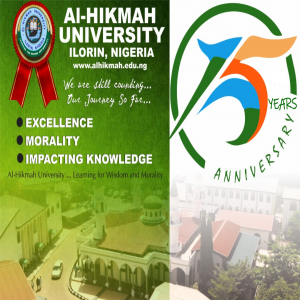 Al-HIKMAH
UNIVERSITY
ILORIN, NIGERIA
www.alhikmah.edu.ng
We are still counting...
Our Journey So Far...
EXCELLENCE
MORALITY
IMPACTING KNOWLEDGE
Al-Hikmah University ... Learning for Wisdom and Morality
15
YEARS
ANNIVERSARY